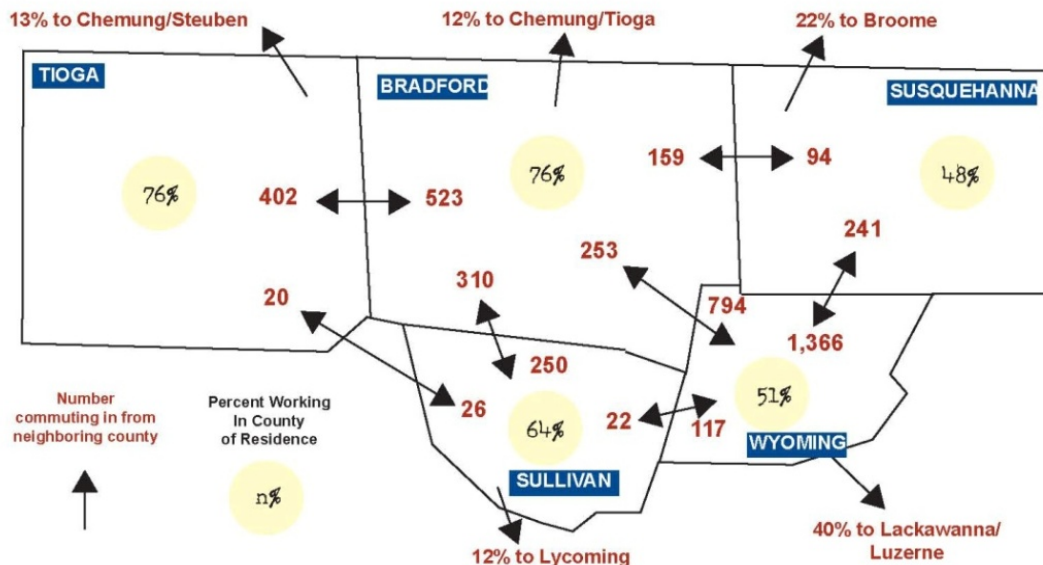 13% to Chemung/Steuben
12% to Chemung/Tioga
22% to Broome
TIOGA
BRADFORD
SUSQUEHANNA
76%
402
523
76%
159
94
48%
241
253
310
20
794
1,366
250
26
64%
22
117
51%
WYOMING
SULLIVAN
Number
commuting in from
neighboring county
Percent Working
In County
of Residence
n%
12% to Lycoming
40% to Lackawanna/
Luzerne